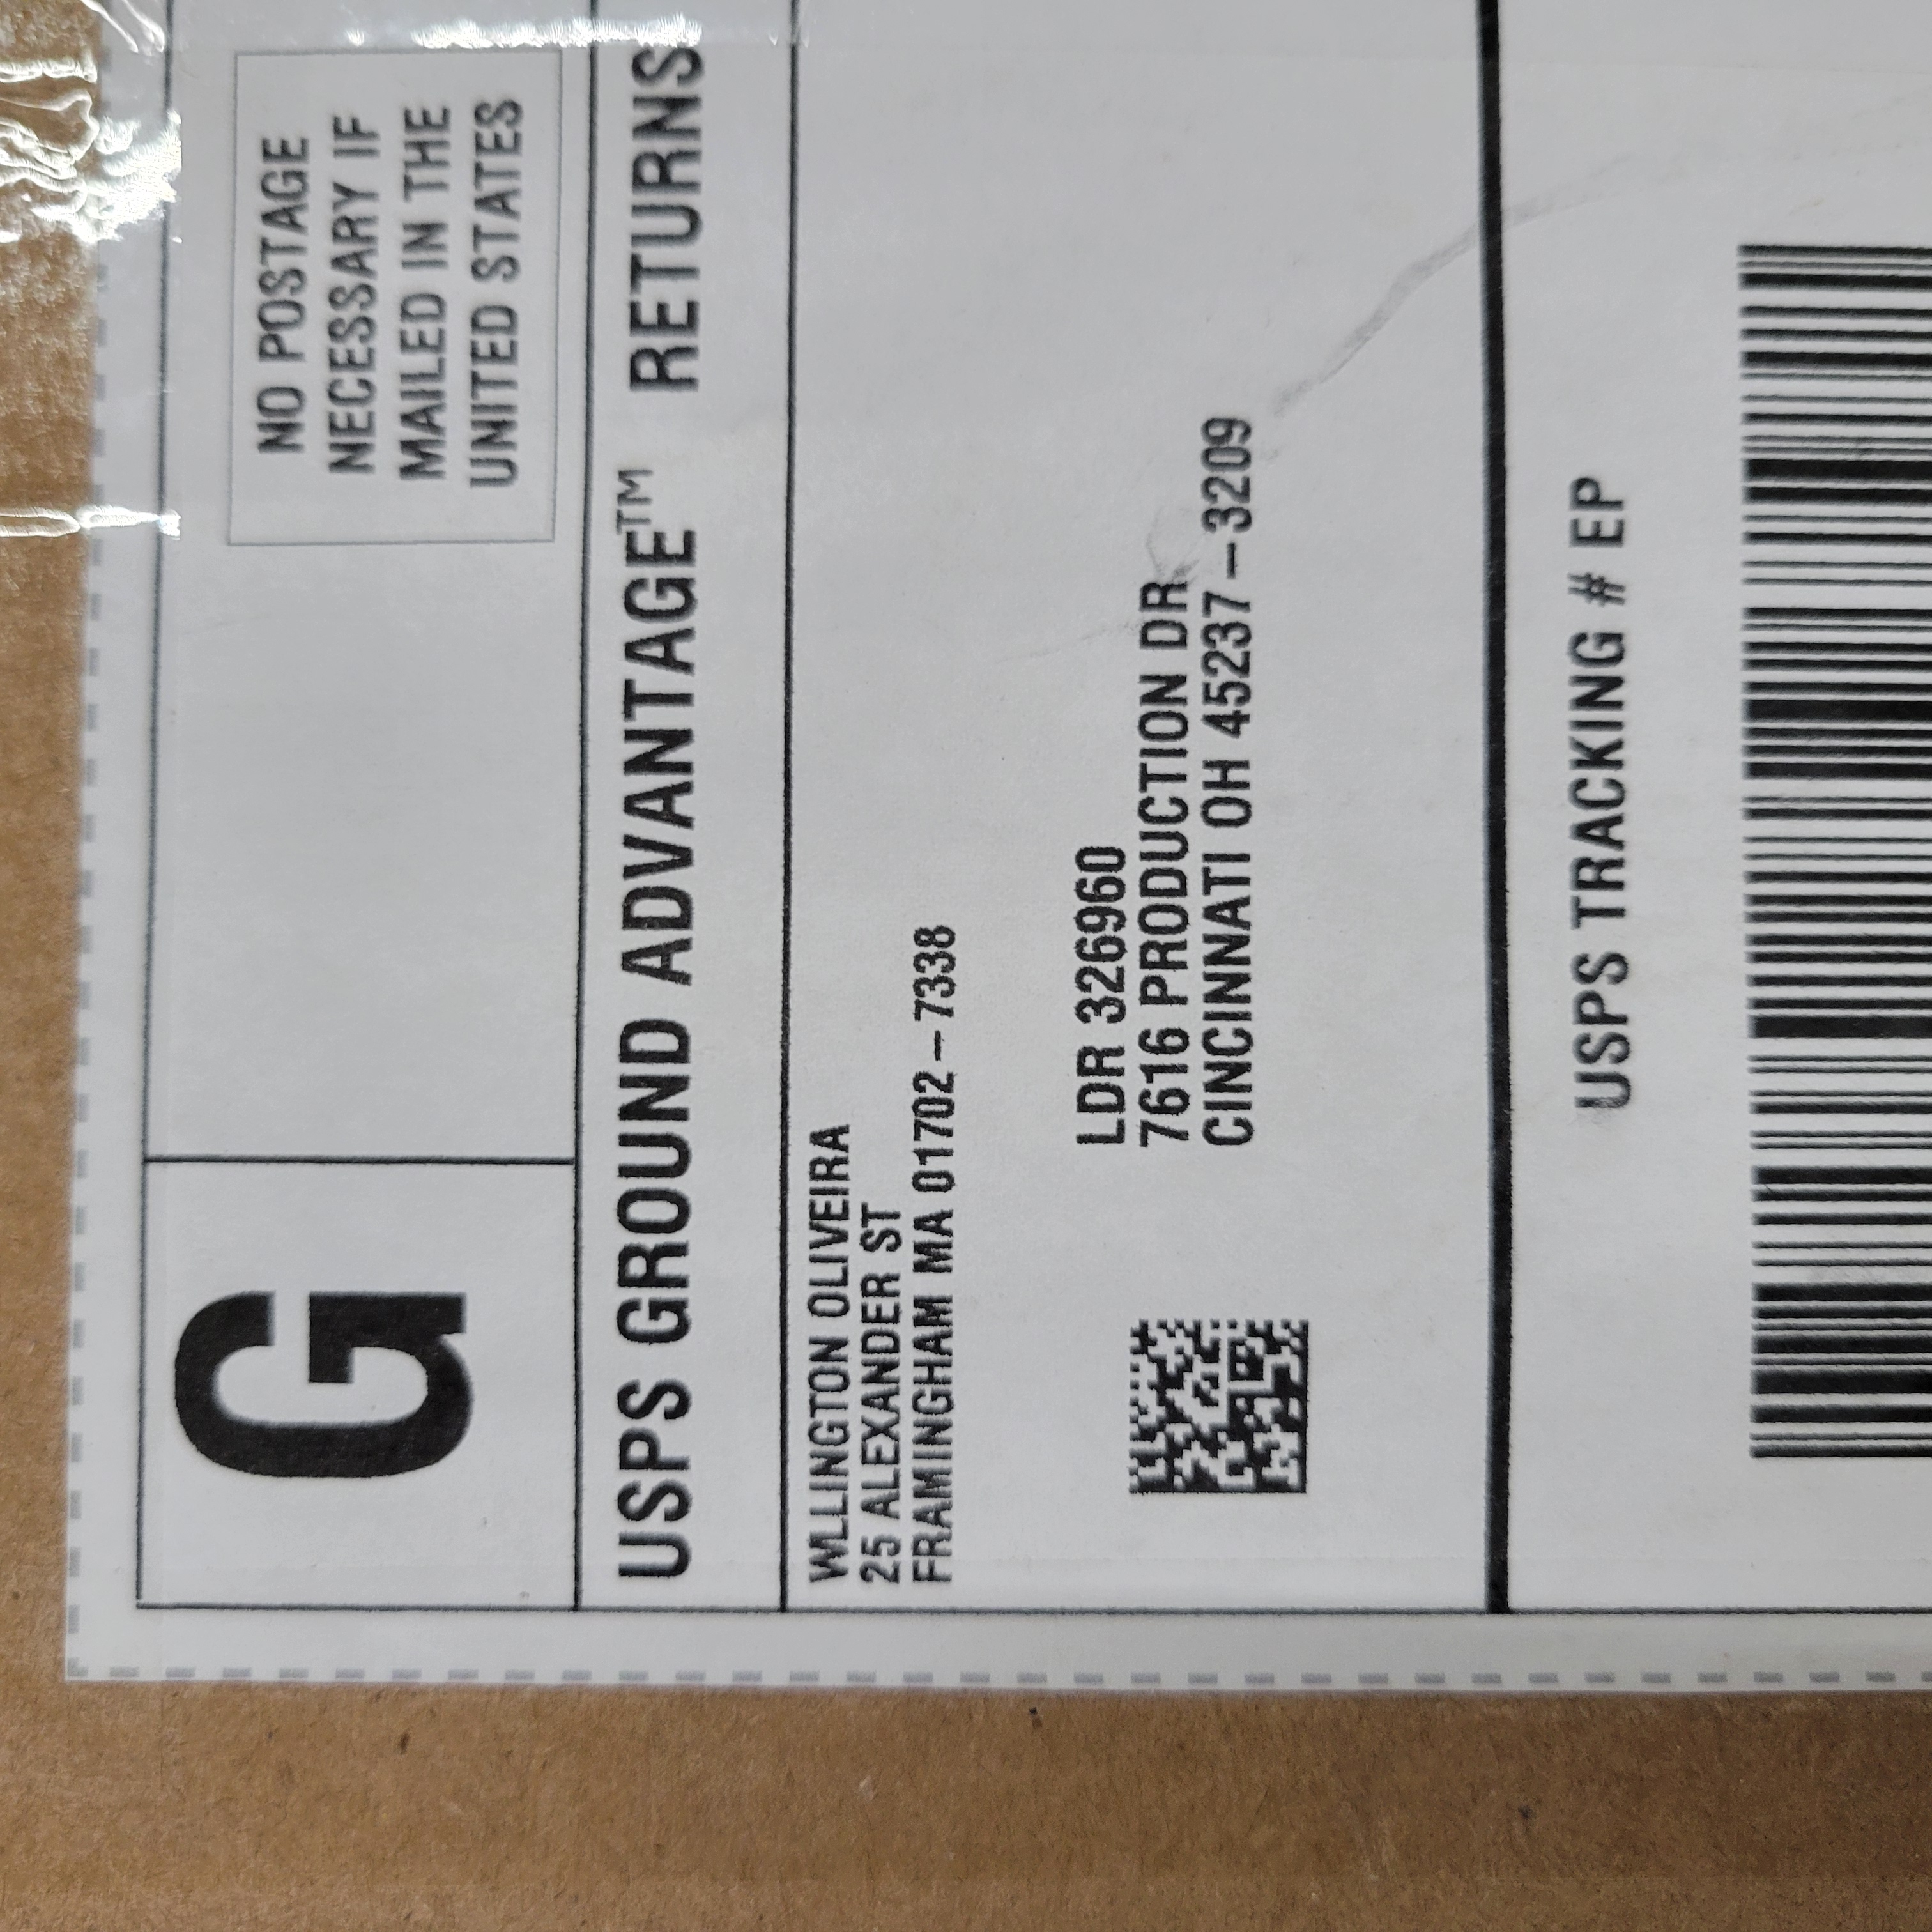 G
NO POSTAGE
NECESSARY IF
MAILED IN THE
UNITED STATES
USPS GROUND ADVANTAGE™ RETURNS
WLLINGTON OLIVEIRA
25 ALEXANDER ST
FRAMINGHAM MA 01702-7338
LDR 326960
7616 PRODUCTION DR
CINCINNATI OH 45237-3209
USPS TRACKING # EP